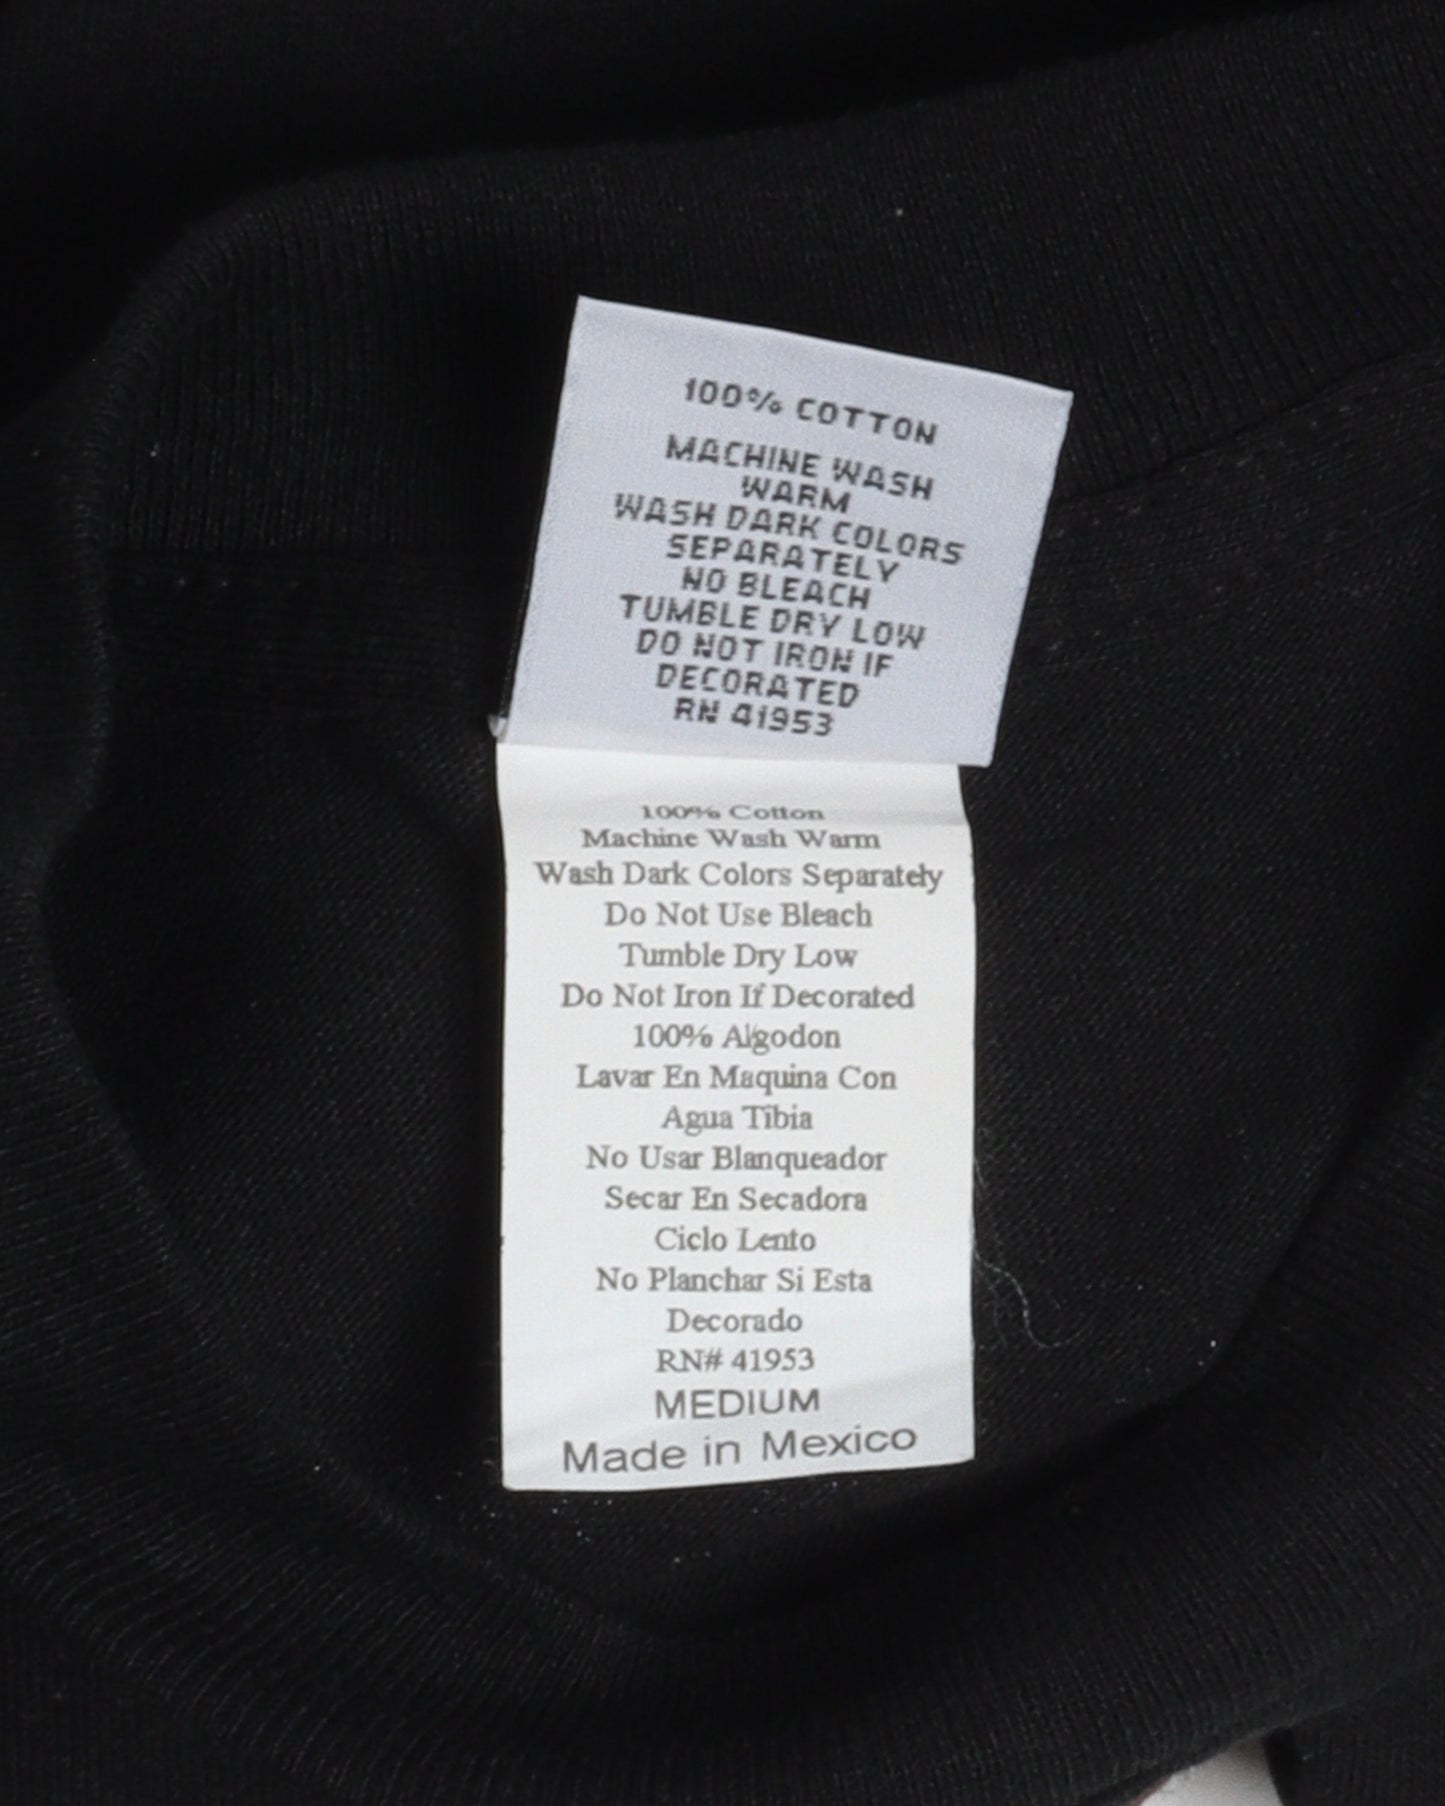 100% COTTON
MACHINE WASH
WARM
WASH DARK COLORS
SEPARATELY
NO BLEACH
TUMBLE DRY LOW
DO NOT IRON IF
DECORATED
RN 41953
100% Cotton
Machine Wash Warm
Wash Dark Colors Separately
Do Not Use Bleach
Tumble Dry Low
Do Not Iron If Decorated
100% Algodon
Lavar En Maquina Con
Agua Tibia
No Usar Blanqueador
Secar En Secadora
Ciclo Lento
No Planchar Si Esta
Decorado
RN# 41953
MEDIUM
Made in Mexico